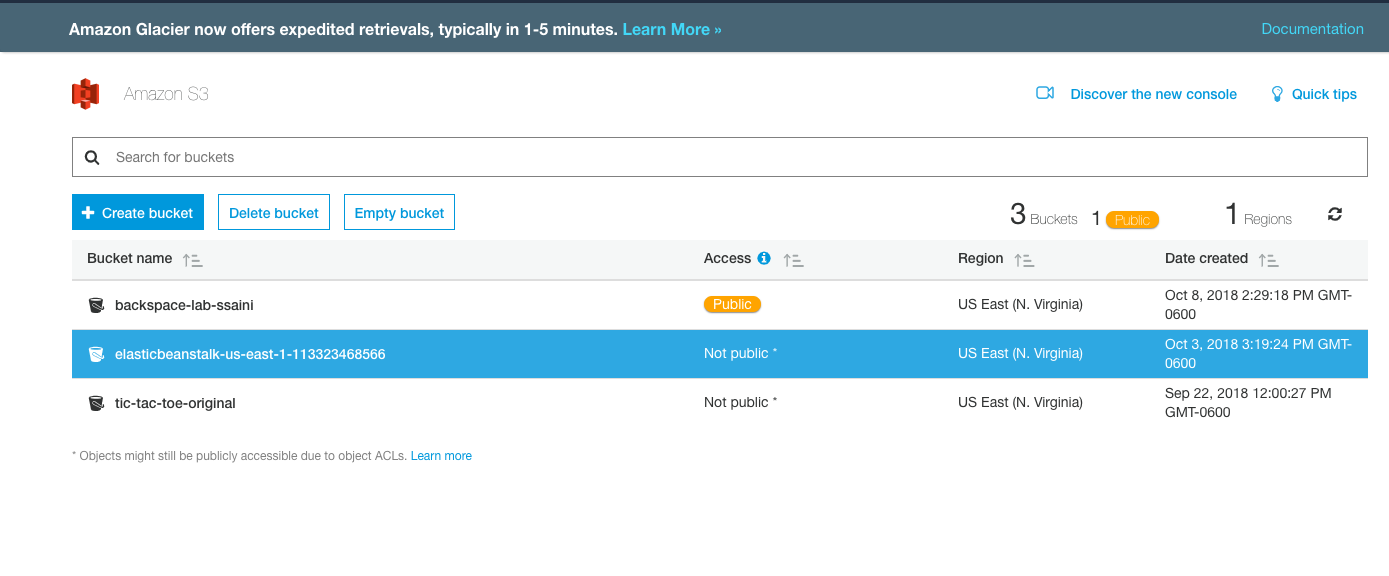 Amazon Glacier now offers expedited retrievals, typically in 1-5 minutes. Learn More » Documentation
Amazon S3 Discover the new console Quick tips
Search for buckets
Create bucket Delete bucket Empty bucket 3 Buckets 1 Public 1 Regions
Bucket name Access Region Date created
backspace-lab-ssaini Public US East (N. Virginia) Oct 8, 2018 2:29:18 PM GMT-
0600
elasticbeanstalk-us-east-1-113323468566 Not public * US East (N. Virginia) Oct 3, 2018 3:19:24 PM GMT-
0600
tic-tac-toe-original Not public * US East (N. Virginia) Sep 22, 2018 12:00:27 PM
GMT-0600
* Objects might still be publicly accessible due to object ACLs. Learn more